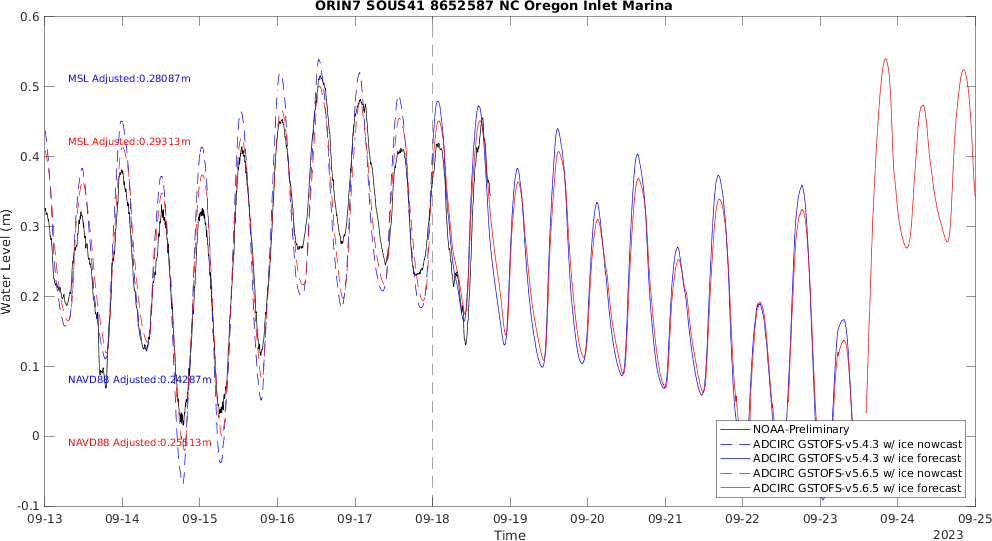 ORIN7 SOUS41 8652587 NC Oregon Inlet Marina
Water Level (m)
0.6
0.5
0.4
0.3
0.2
0.1
0
-0.1
MSL Adjusted:0.28087m
MSL Adjusted:0.29313m
NAVD88 Adjusted:0.24287m
NAVD88 Adjusted:0.25513m
NOAA-Preliminary
ADCIRC GSTOFS-v5.4.3 w/ ice nowcast
ADCIRC GSTOFS-v5.4.3 w/ ice forecast
ADCIRC GSTOFS-v5.6.5 w/ ice nowcast
ADCIRC GSTOFS-v5.6.5 w/ ice forecast
09-13 09-14 09-15 09-16 09-17 09-18 09-19 09-20 09-21 09-22 09-23 09-24 09-25
Time
2023